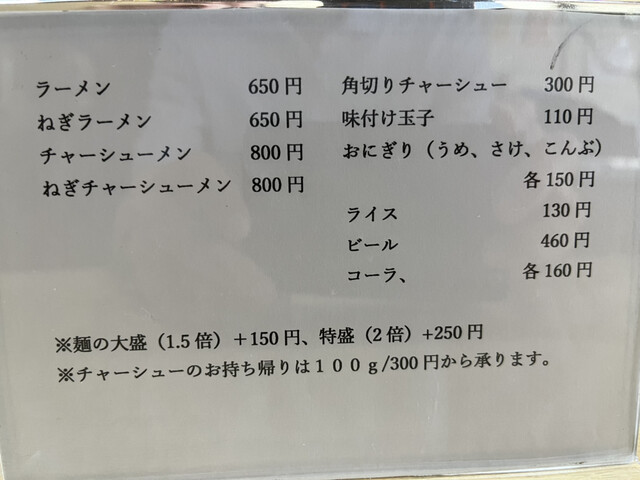 ラーメン 650円
ねぎラーメン 650円
チャーシューメン 800円
ねぎチャーシューメン 800円
角切りチャーシュー 300円
味付け玉子 110円
おにぎり（うめ、さけ、こんぶ）
各150円
ライス 130円
ビール 460円
コーラ、 各160円
※麺の大盛（1.5倍）＋150円、特盛（2倍）+250円
※チャーシューのお持ち帰りは１００ｇ/300円から承ります。